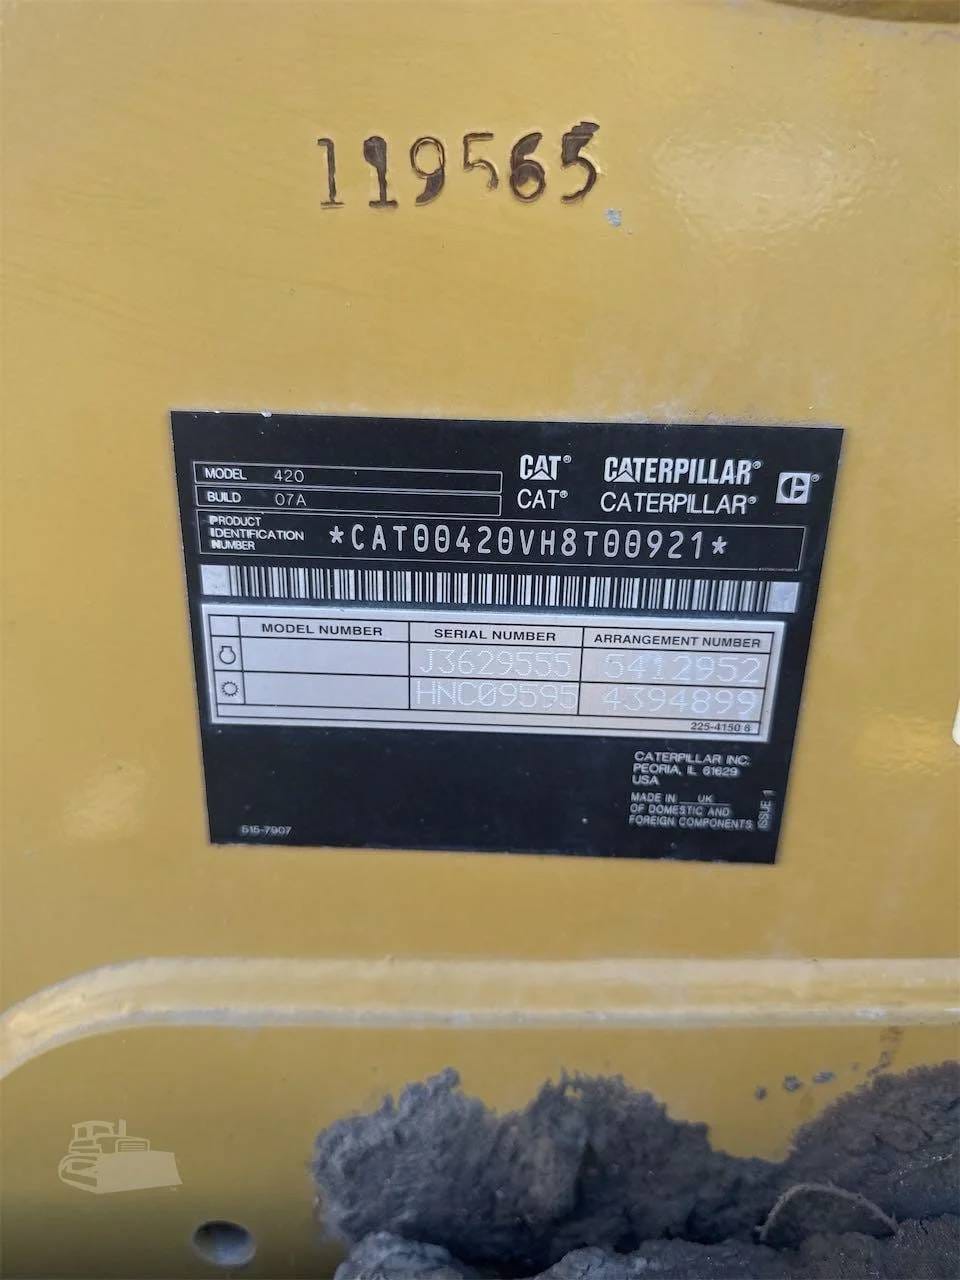 119565
CAT® CATERPILLAR®
CAT® CATERPILLAR®
MODEL 420
BUILD 07A
PRODUCT
IDENTIFICATION
NUMBER
*CAT00420VH8T00921*
MODEL NUMBER SERIAL NUMBER ARRANGEMENT NUMBER
J3629555 5412952
HNC09595 4394899
225-4150 6
CATERPILLAR INC.
PEORIA, IL 61629
USA
MADE IN UK
OF DOMESTIC AND
FOREIGN COMPONENTS
ISSUE 1
515-7907